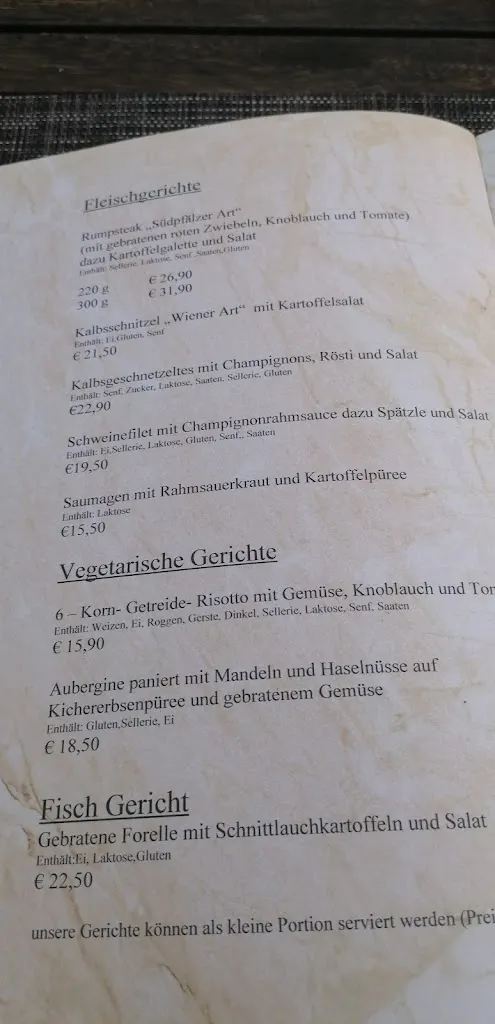 Fleischgerichte
Rumpsteak „Südpfälzer Art“
(mit gebratenen roten Zwiebeln, Knoblauch und Tomate)
dazu Kartoffelgalette und Salat
Enthält: Sellerie, Laktose, Senf ,Saaten,Gluten
220 g € 26,90
300 g € 31,90
Kalbsschnitzel „Wiener Art“ mit Kartoffelsalat
Enthält: Ei,Gluten, Senf
€ 21,50
Kalbsgeschnetzeltes mit Champignons, Rösti und Salat
Enthält: Senf, Zucker, Laktose, Saaten, Sellerie, Gluten
€22,90
Schweinefilet mit Champignonrahmsauce dazu Spätzle und Salat
Enthält: Ei,Sellerie, Laktose, Gluten, Senf,, Saaten
€19,50
Saumagen mit Rahmsauerkraut und Kartoffelpüree
Enthält: Laktose
€15,50
Vegetarische Gerichte
6 – Korn- Getreide- Risotto mit Gemüse, Knoblauch und Tom
Enthält: Weizen, Ei, Roggen, Gerste, Dinkel, Sellerie, Laktose, Senf, Saaten
€ 15,90
Aubergine paniert mit Mandeln und Haselnüsse auf
Kichererbsenpüree und gebratenem Gemüse
Enthält: Gluten,Sellerie, Ei
€ 18,50
Fisch Gericht
Gebratene Forelle mit Schnittlauchkartoffeln und Salat
Enthält:Ei, Laktose,Gluten
€ 22,50
unsere Gerichte können als kleine Portion serviert werden (Prei